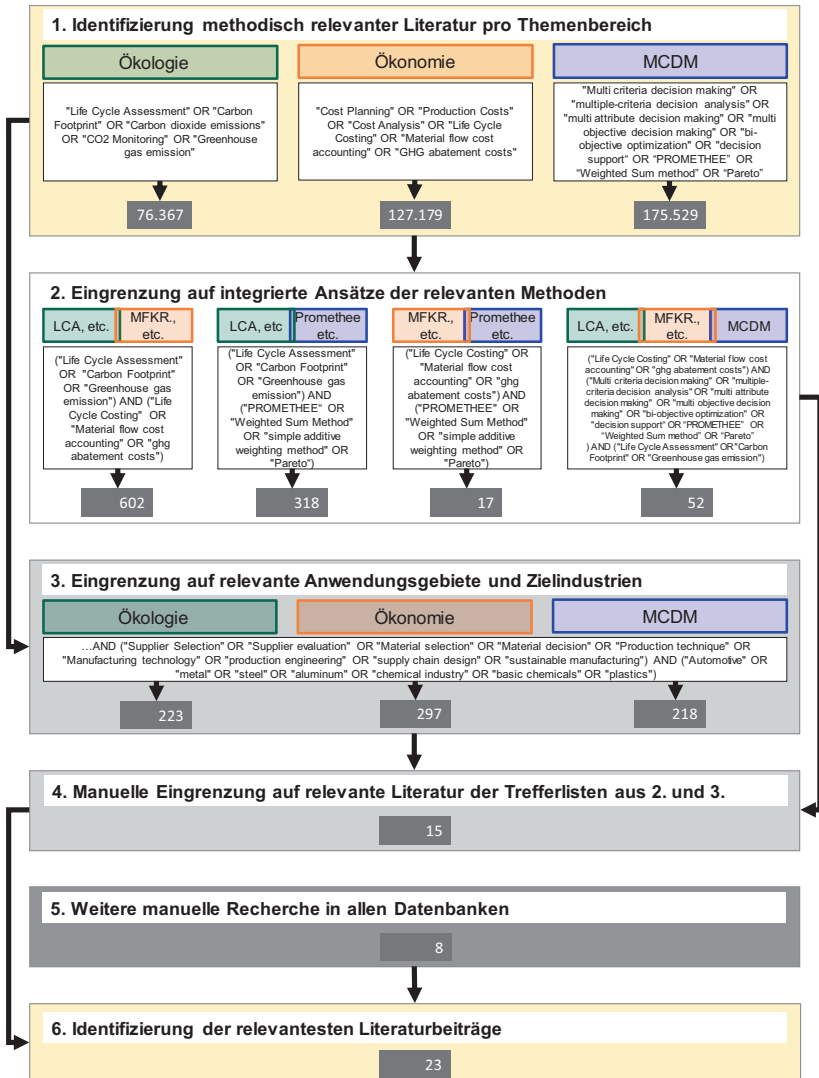 1. Identifizierung methodisch relevanter Literatur pro Themenbereich
Ökologie
"Life Cycle Assessment" OR "Carbon
Footprint" OR "Carbon dioxide emissions"
OR "CO2 Monitoring" OR "Greenhouse
gas emission"
76.367
Ökonomie
"Cost Planning" OR "Production Costs"
OR "Cost Analysis" OR "Life Cycle
Costing" OR "Material flow cost
accounting" OR "GHG abatement costs"
127.179
MCDM
"Multi criteria decision making" OR
"multiple-criteria decision analysis" OR
"multi attribute decision making" OR "multi
objective decision making" OR "bi-
objective optimization" OR "decision
support" OR "PROMETHEE" OR
"Weighted Sum method" OR "Pareto"
175.529
2. Eingrenzung auf integrierte Ansätze der relevanten Methoden
LCA, etc.
MFKR.,
etc.
("Life Cycle Assessment"
OR "Carbon Footprint"
OR "Greenhouse gas
emission") AND ("Life
Cycle Costing" OR
"Material flow cost
accounting" OR "ghg
abatement costs")
602
LCA, etc.
Promethee
etc.
("Life Cycle Assessment"
OR "Carbon Footprint"
OR "Greenhouse gas
emission") AND
("PROMETHEE" OR
"Weighted Sum Method"
OR "simple additive
weighting method" OR
"Pareto")
318
MFKR.,
etc.
Promethee
etc.
("Life Cycle Costing" OR
"Material flow cost
accounting" OR "ghg
abatement costs") AND
("PROMETHEE" OR
"Weighted Sum Method"
OR "simple additive
weighting method" OR
"Pareto")
17
LCA, etc.
MFKR.,
etc.
MCDM
("Life Cycle Costing" OR "Material flow cost
accounting" OR "ghg abatement costs") AND
("Multi criteria decision making" OR "multiple-
criteria decision analysis" OR "multi attribute
decision making" OR "multi objective decision
making" OR "bi-objective optimization" OR
"decision support" OR "PROMETHEE" OR
"Weighted Sum method" OR "Pareto"
) AND ("Life Cycle Assessment" OR "Carbon
Footprint" OR "Greenhouse gas emission")
52
3. Eingrenzung auf relevante Anwendungsgebiete und Zielindustrien
Ökologie
Ökonomie
MCDM
...AND ("Supplier Selection" OR "Supplier evaluation" OR "Material selection" OR "Material decision" OR "Production technique" OR
"Manufacturing technology" OR "production engineering" OR "supply chain design" OR "sustainable manufacturing") AND ("Automotive" OR
"metal" OR "steel" OR "aluminum" OR "chemical industry" OR "basic chemicals" OR "plastics")
223
297
218
4. Manuelle Eingrenzung auf relevante Literatur der Trefferlisten aus 2. und 3.
15
5. Weitere manuelle Recherche in allen Datenbanken
8
6. Identifizierung der relevantesten Literaturbeiträge
23